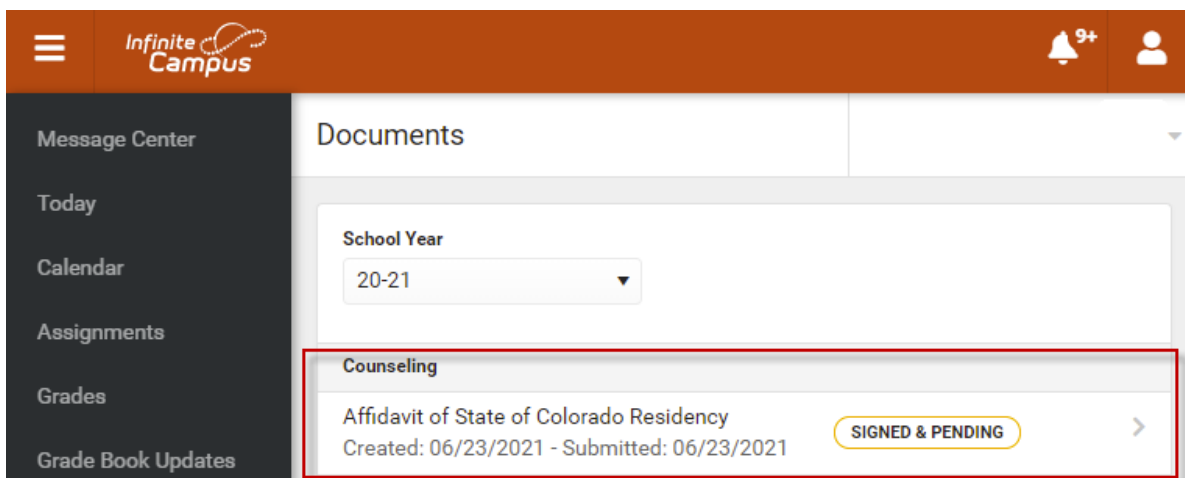 Infinite
Campus
9+
Message Center
Today
Calendar
Assignments
Grades
Grade Book Updates
Documents
School Year
20-21
Counseling
Affidavit of State of Colorado Residency
Created: 06/23/2021 - Submitted: 06/23/2021
SIGNED & PENDING